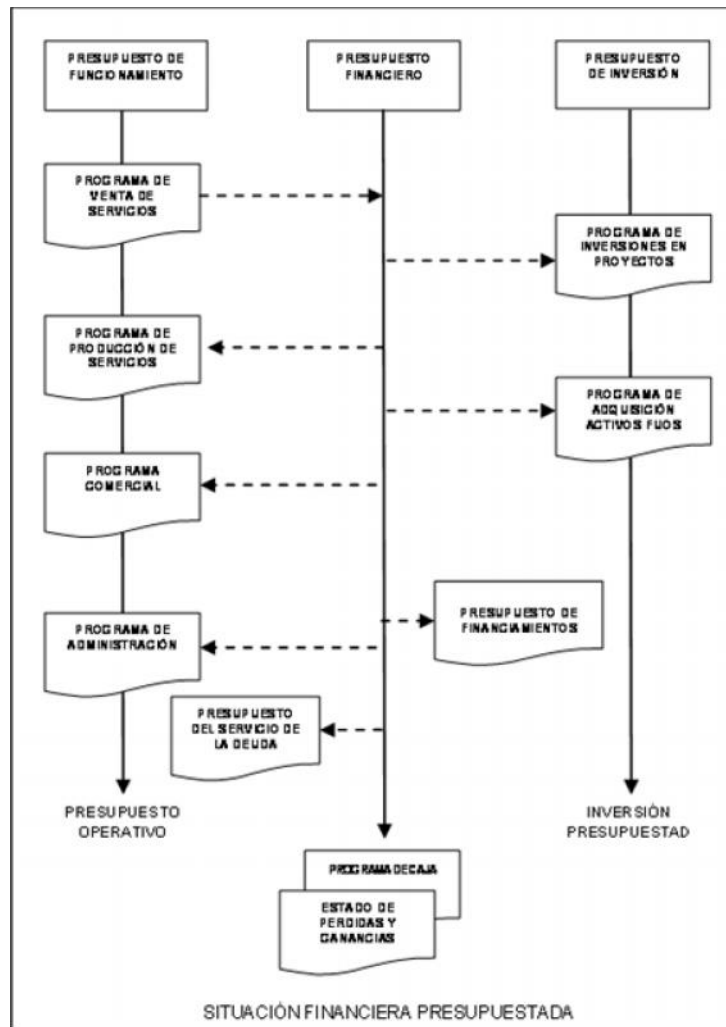 PRESUPUESTO DE
FUNCIONAMIENTO
PRESUPUESTO
FINANCIERO
PRESUPUESTO
DE INVERSIÓN
PROGRAMA DE
VENTA DE
SERVICIOS
PROGRAMA DE
INVERSIONES EN
PROYECTOS
PROGRAMA DE
PRODUCCIÓN DE
SERVICIOS
PROGRAMA DE
ADQUISICIÓN
ACTIVOS FIJOS
PROGRAMA
COMERCIAL
PRESUPUESTO DE
FINANCIAMIENTOS
PROGRAMA DE
ADMINISTRACIÓN
PRESUPUESTO
DEL SERVICIO DE
LA DEUDA
PRESUPUESTO
OPERATIVO
INVERSIÓN
PRESUPUESTAD
PROGRAMA DE CAJA
ESTADO DE
PERDIDAS Y
GANANCIAS
SITUACIÓN FINANCIERA PRESUPUESTADA